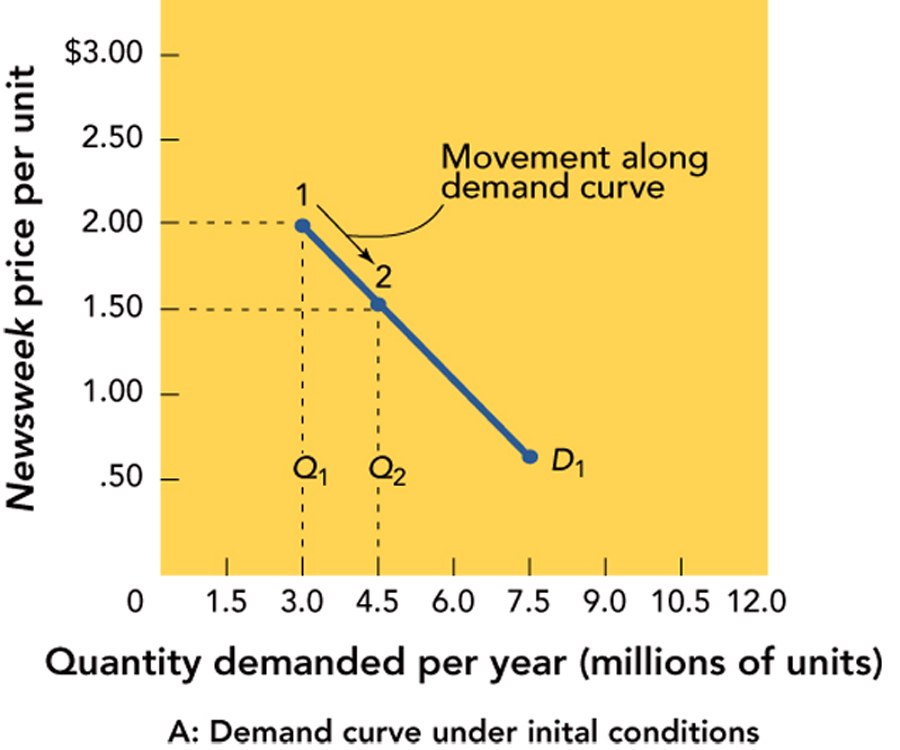 Newsweek price per unit
$3.00
2.50
2.00
1.50
1.00
.50
Movement along
demand curve
1
2
Q1
Q2
D1
0 1.5 3.0 4.5 6.0 7.5 9.0 10.5 12.0
Quantity demanded per year (millions of units)
A: Demand curve under inital conditions